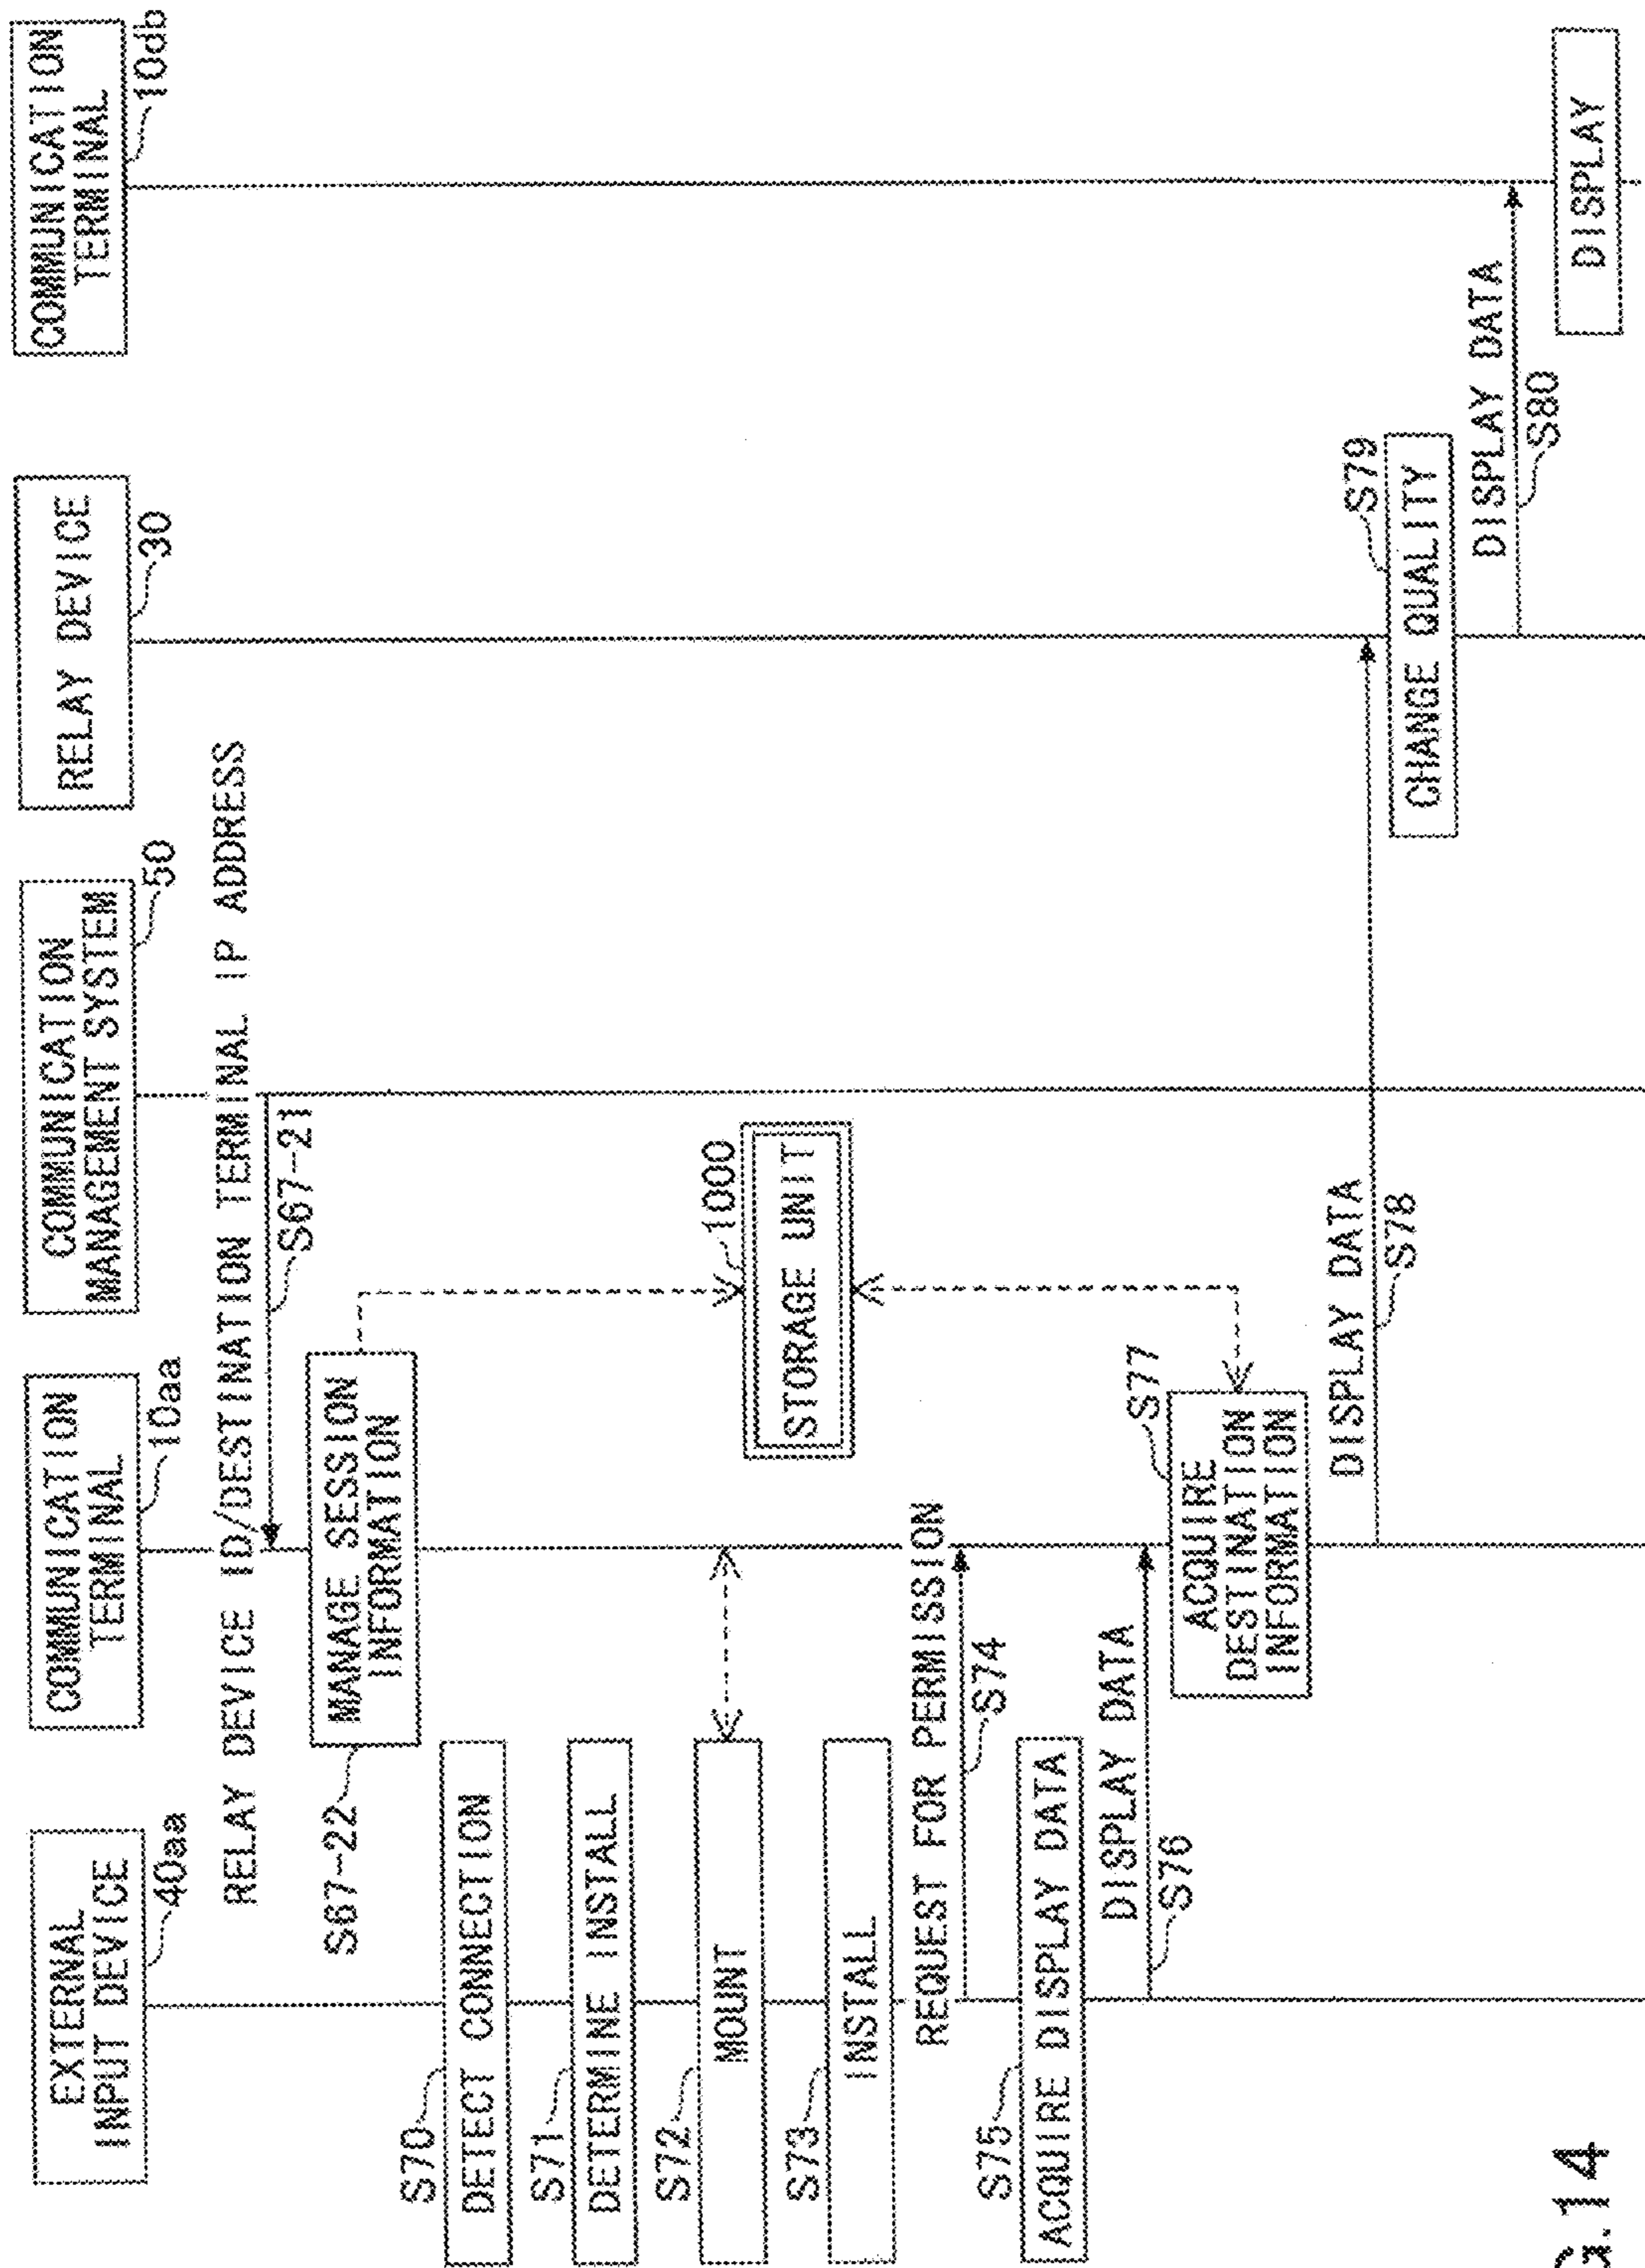 EXTERNAL
INPUT DEVICE
40aa
COMMUNICATION
TERMINAL
10aa
COMMUNICATION
MANAGEMENT SYSTEM
50
RELAY DEVICE
30
COMMUNICATION
TERMINAL
10db
RELAY DEVICE ID/DESTINATION TERMINAL IP ADDRESS
S67-21
S67-22
MANAGE SESSION
INFORMATION
S70
DETECT CONNECTION
S71
DETERMINE INSTALL
S72
MOUNT
1000
STORAGE UNIT
S73
INSTALL
REQUEST FOR PERMISSION
S74
S75
ACQUIRE DISPLAY DATA
DISPLAY DATA
S76
S77
ACQUIRE
DESTINATION
INFORMATION
DISPLAY DATA
S78
S79
CHANGE QUALITY
DISPLAY DATA
S80
DISPLAY
G.14